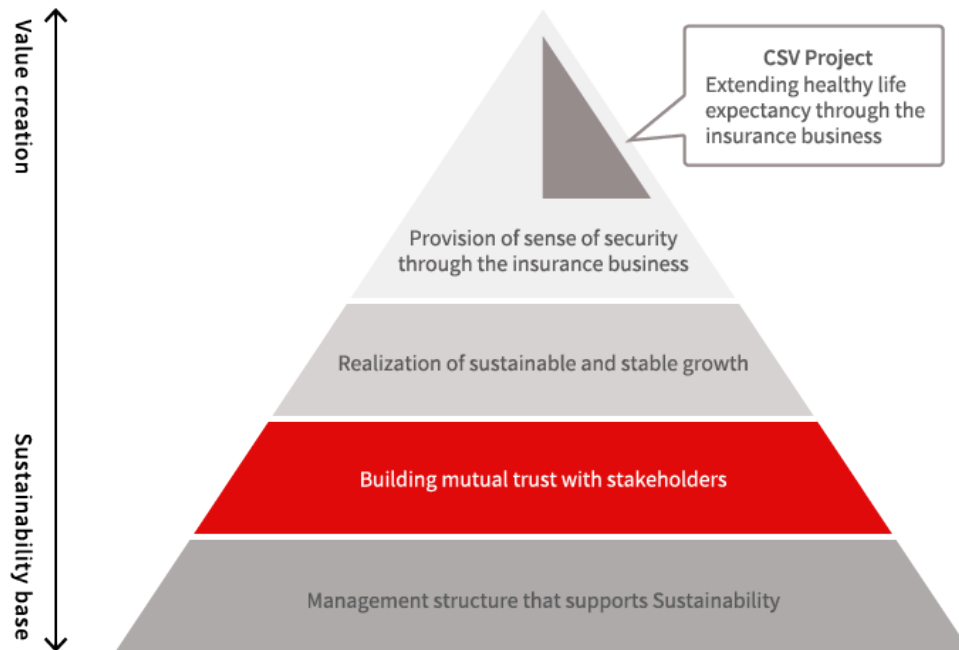 Value creation
CSV Project
Extending healthy life
expectancy through the
insurance business
Provision of sense of security
through the insurance business
Realization of sustainable and stable growth
Building mutual trust with stakeholders
Management structure that supports Sustainability
Sustainability base